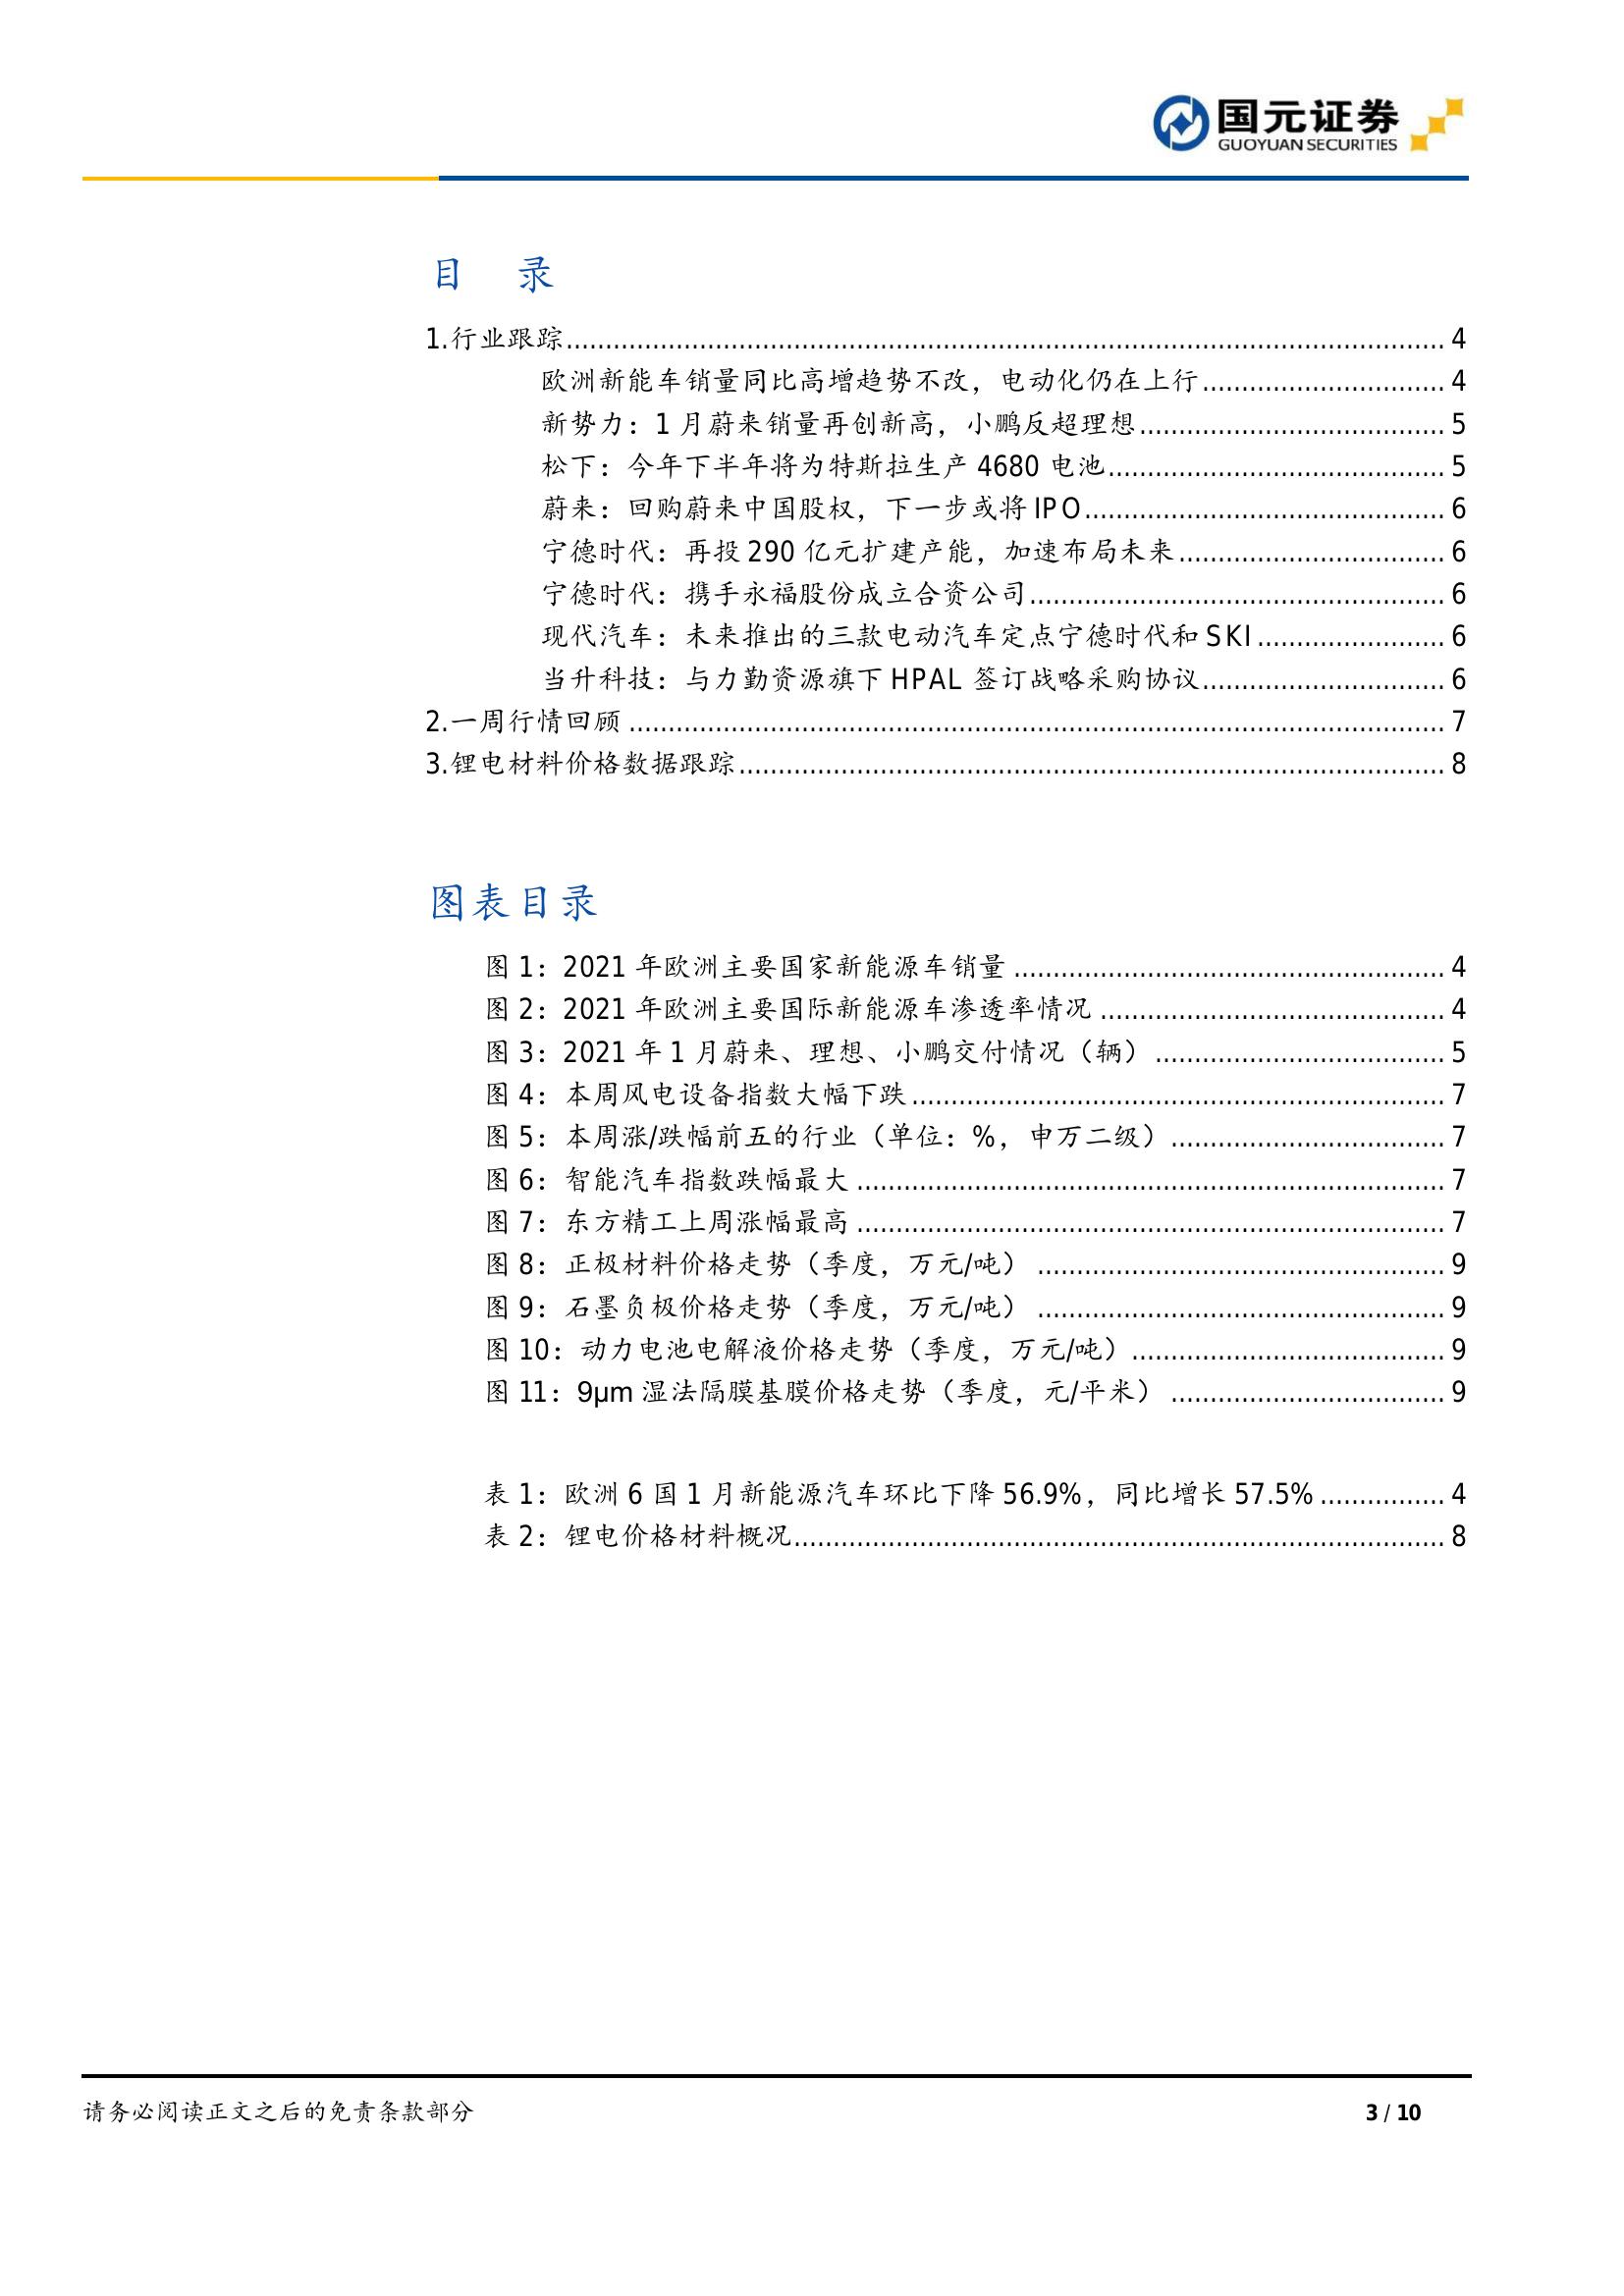 国元证券
GUOYUAN SECURITIES
目 录
1.行业跟踪 4
欧洲新能车销量同比高增趋势不改，电动化仍在上行 4
新势力：1 月蔚来销量再创新高，小鹏反超理想 5
松下：今年下半年将为特斯拉生产 4680 电池 5
蔚来：回购蔚来中国股权，下一步或将 IPO 6
宁德时代：再投 290 亿元扩建产能，加速布局未来 6
宁德时代：携手永福股份成立合资公司 6
现代汽车：未来推出的三款电动汽车定点宁德时代和 SKI 6
当升科技：与力勤资源旗下 HPAL 签订战略采购协议 6
2.一周行情回顾 7
3.锂电材料价格数据跟踪 8
图表目录
图 1：2021 年欧洲主要国家新能源车销量 4
图 2：2021 年欧洲主要国际新能源车渗透率情况 4
图 3：2021 年 1 月蔚来、理想、小鹏交付情况（辆） 5
图 4：本周风电设备指数大幅下跌 7
图 5：本周涨/跌幅前五的行业（单位：%，申万二级） 7
图 6：智能汽车指数跌幅最大 7
图 7：东方精工上周涨幅最高 7
图 8：正极材料价格走势（季度，万元/吨） 9
图 9：石墨负极价格走势（季度，万元/吨） 9
图 10：动力电池电解液价格走势（季度，万元/吨） 9
图 11：9μm 湿法隔膜基膜价格走势（季度，元/平米） 9
表 1：欧洲 6 国 1 月新能源汽车环比下降 56.9%，同比增长 57.5% 4
表 2：锂电价格材料概况 8
请务必阅读正文之后的免责条款部分 3 / 10